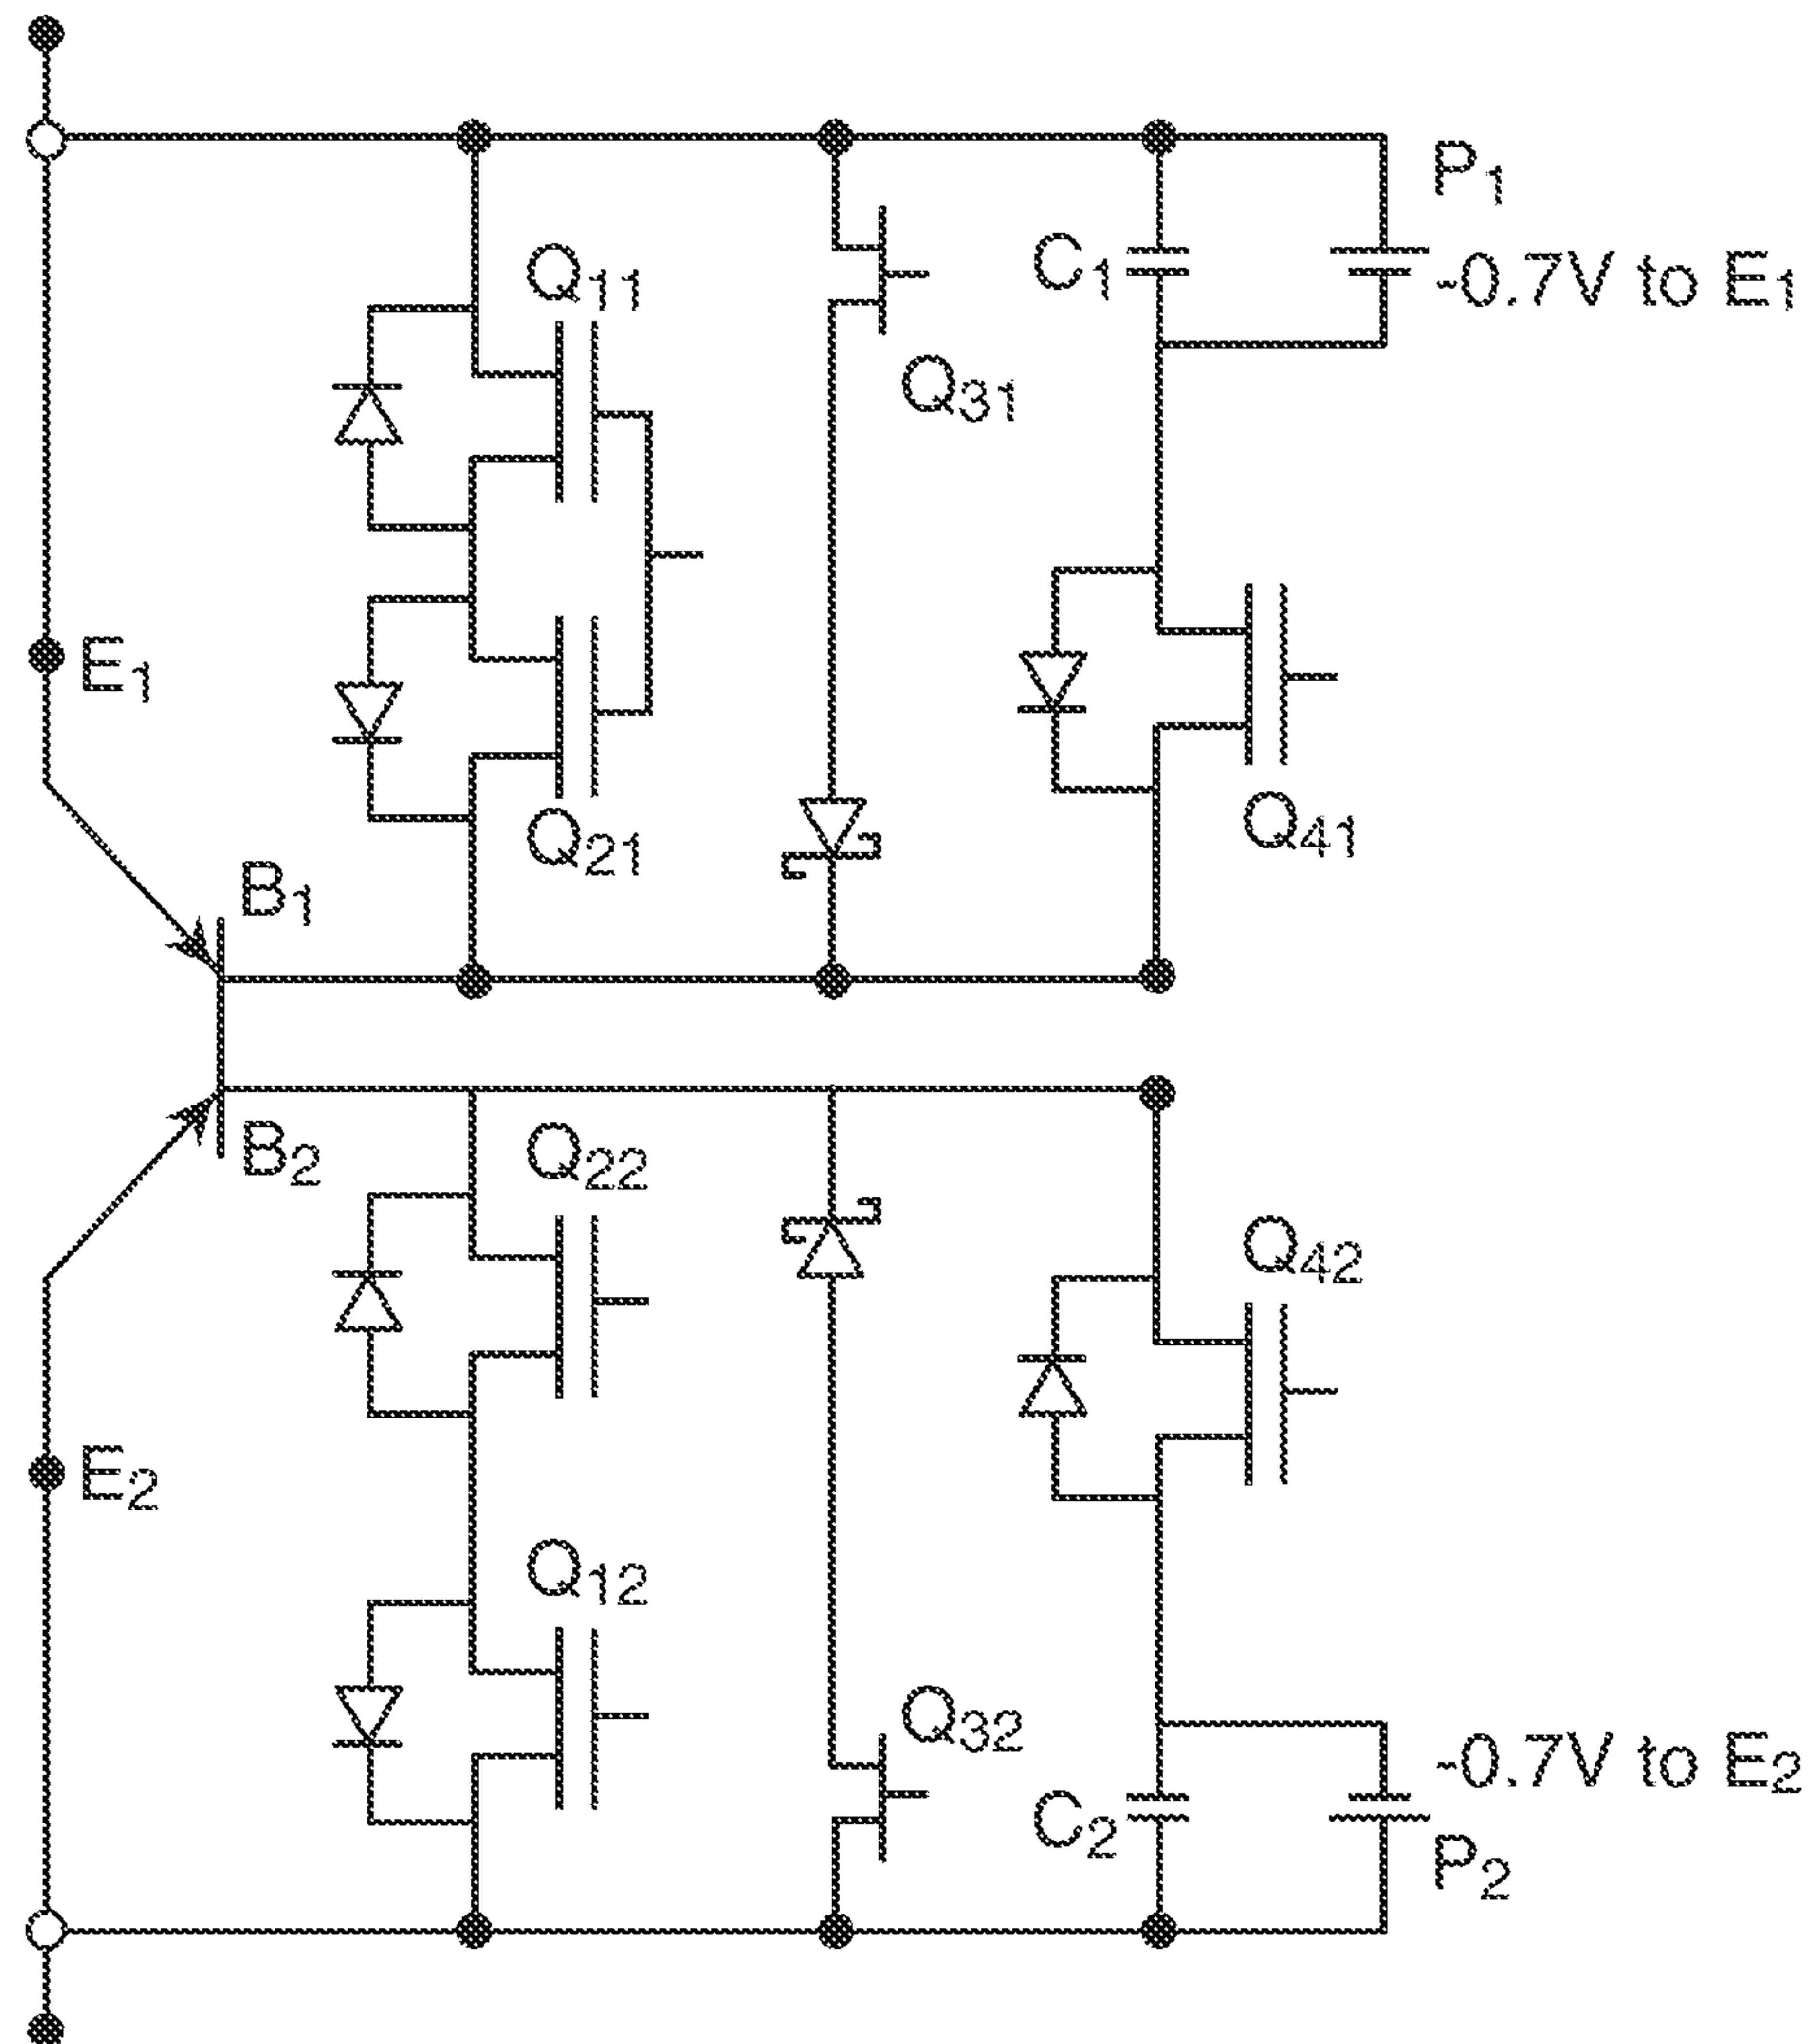 P1
-0.7V to E1
C1
Q11
Q31
E1
Q21
Q41
B1
B2
Q22
Q42
E2
Q12
Q32
-0.7V to E2
C2
P2